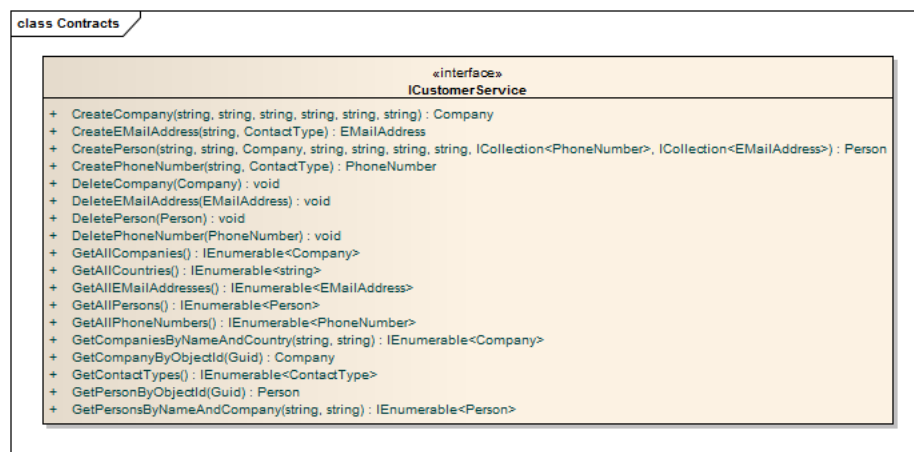 class Contracts
«interface»
ICustomerService
+ CreateCompany(string, string, string, string, string, string) : Company
+ CreateEMailAddress(string, ContactType) : EMailAddress
+ CreatePerson(string, string, Company, string, string, string, string, ICollection<PhoneNumber>, ICollection<EMailAddress>) : Person
+ CreatePhoneNumber(string, ContactType) : PhoneNumber
+ DeleteCompany(Company) : void
+ DeleteEMailAddress(EMailAddress) : void
+ DeletePerson(Person) : void
+ DeletePhoneNumber(PhoneNumber) : void
+ GetAllCompanies() : IEnumerable<Company>
+ GetAllCountries() : IEnumerable<string>
+ GetAllEMailAddresses() : IEnumerable<EMailAddress>
+ GetAllPersons() : IEnumerable<Person>
+ GetAllPhoneNumbers() : IEnumerable<PhoneNumber>
+ GetCompaniesByNameAndCountry(string, string) : IEnumerable<Company>
+ GetCompanyByObjectId(Guid) : Company
+ GetContactTypes() : IEnumerable<ContactType>
+ GetPersonByObjectId(Guid) : Person
+ GetPersonsByNameAndCompany(string, string) : IEnumerable<Person>